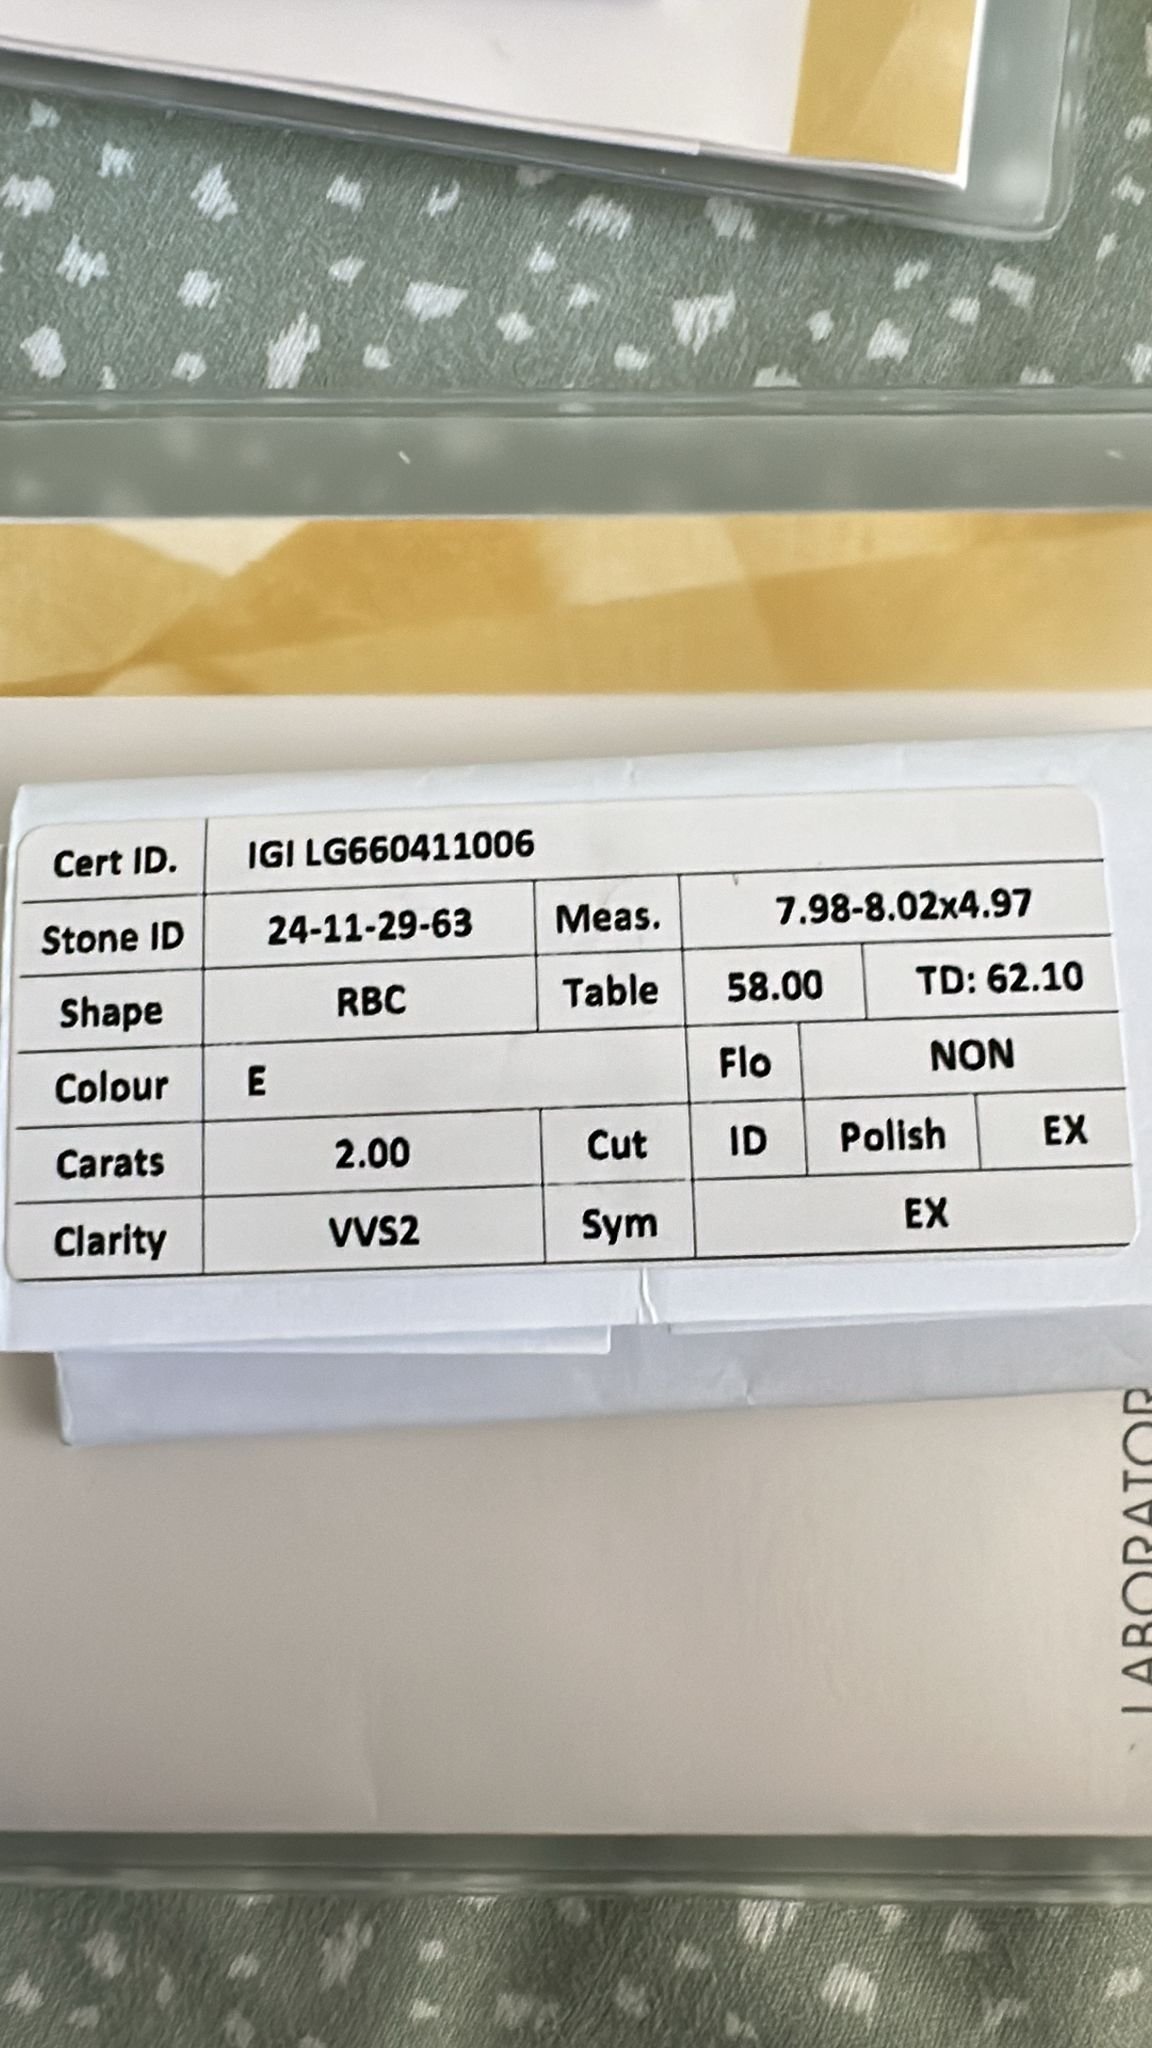 Cert ID. IGI LG660411006
Stone ID 24-11-29-63 Meas. 7.98-8.02x4.97
Shape RBC Table 58.00 TD: 62.10
Colour E Flo NON
Carats 2.00 Cut ID Polish EX
Clarity VVS2 Sym EX
LABORATOR